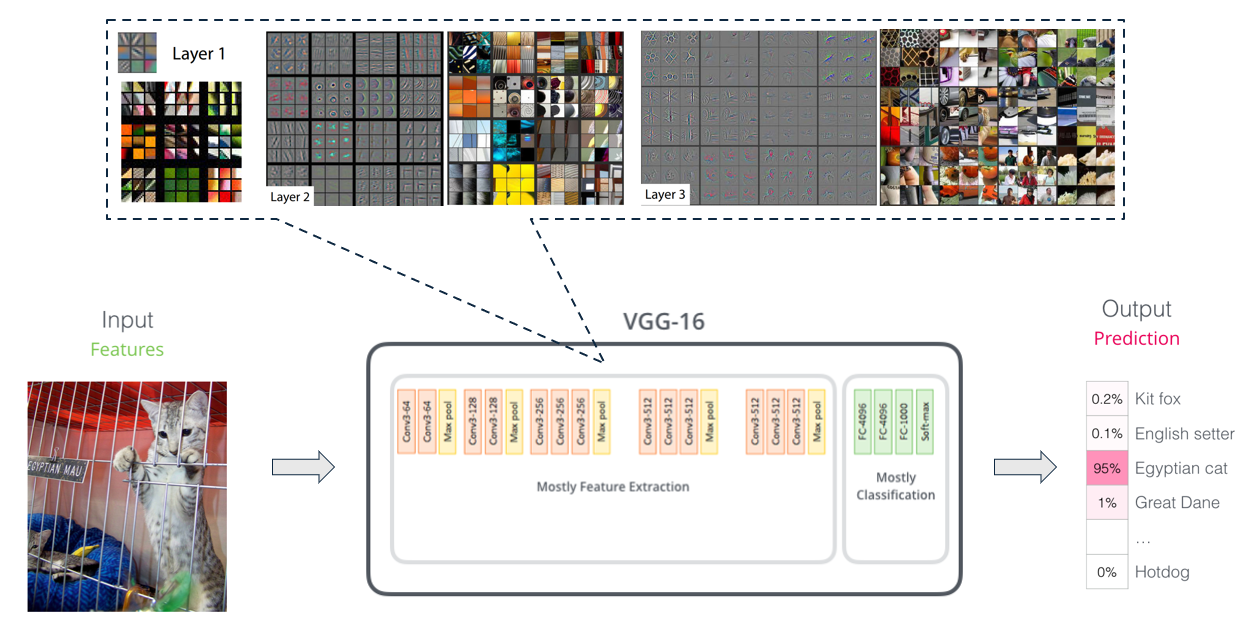 Layer 1
Layer 2
Layer 3
Input
Features
EGYPTIAN MAU
VGG-16
Conv3-64
Conv3-64
Max pool
Conv3-128
Conv3-128
Max pool
Conv3-256
Conv3-256
Conv3-256
Max pool
Conv3-512
Conv3-512
Conv3-512
Max pool
Conv3-512
Conv3-512
Conv3-512
Max pool
Mostly Feature Extraction
FC-4096
FC-4096
FC-1000
Soft-max
Mostly
Classification
Output
Prediction
0.2% Kit fox
0.1% English setter
95% Egyptian cat
1% Great Dane
...
0% Hotdog